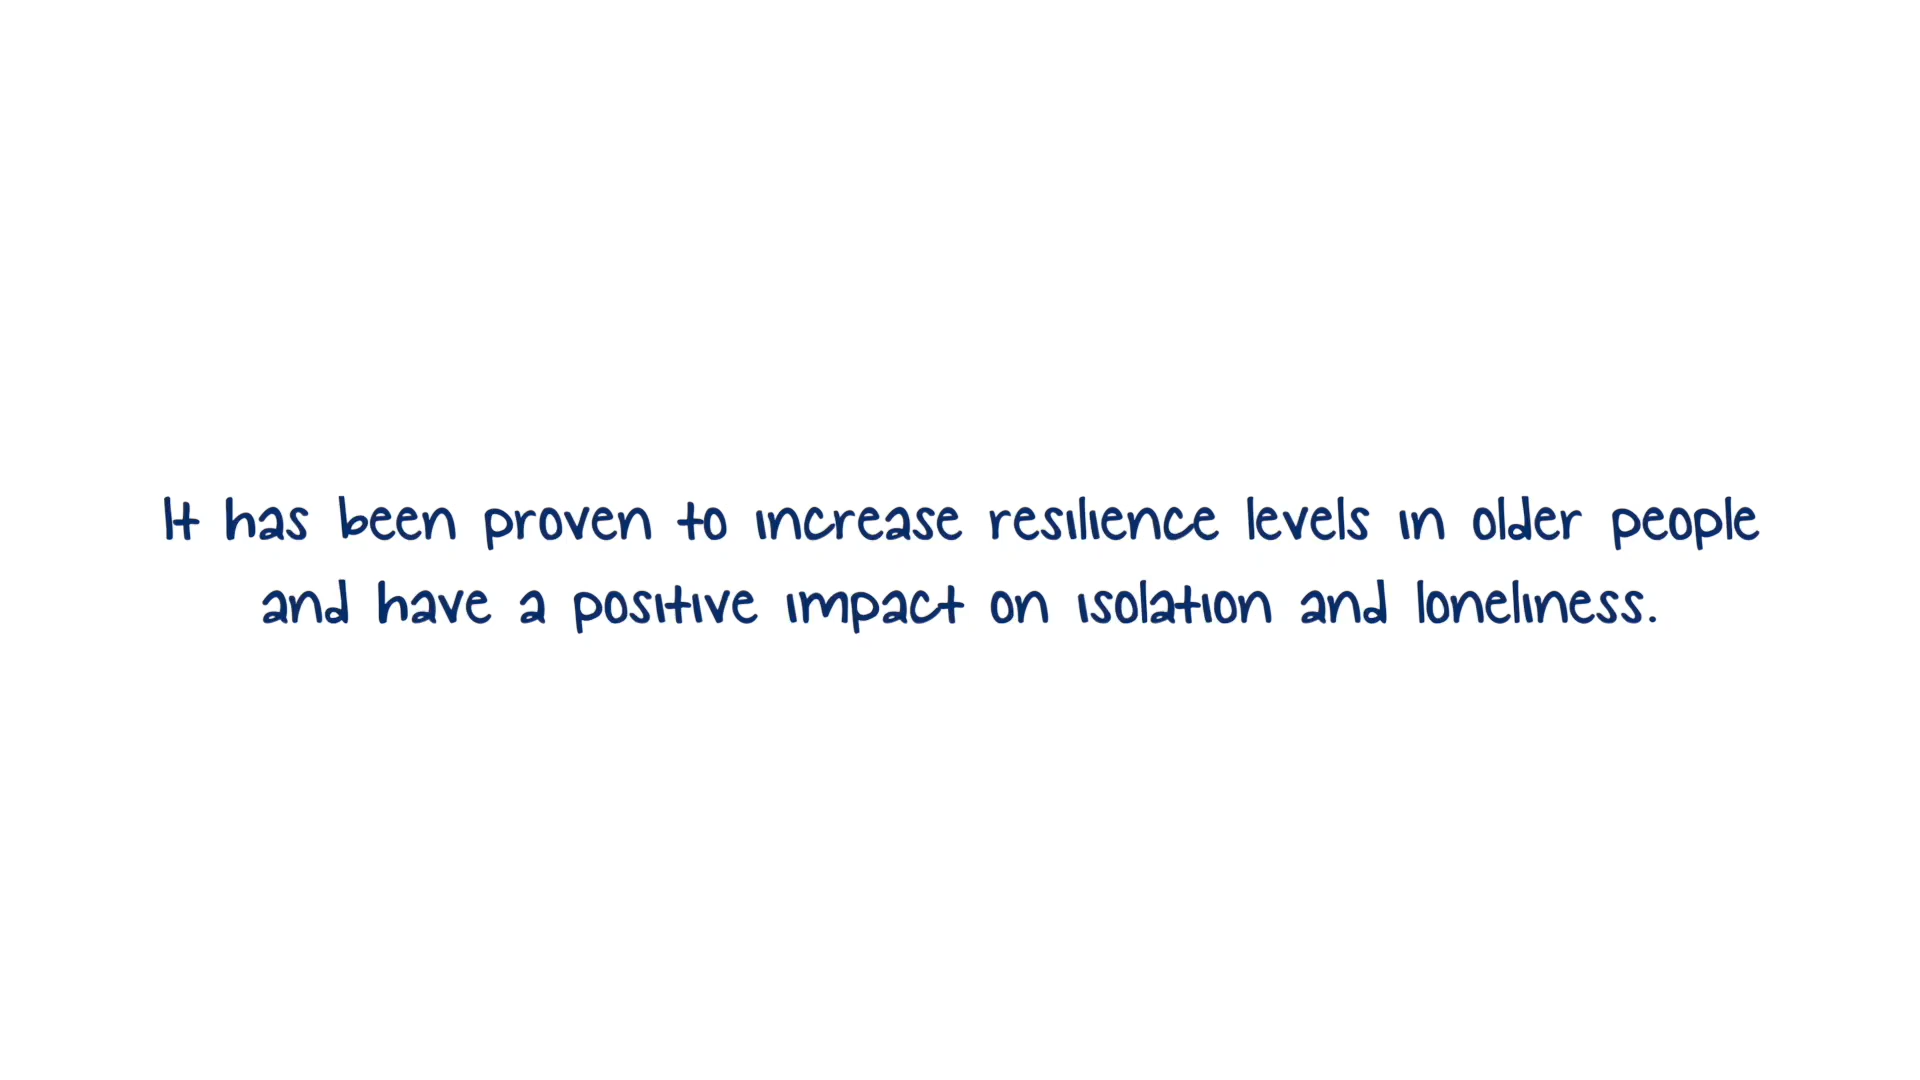 It has been proven to increase resilience levels in older people
and have a positive impact on isolation and loneliness.